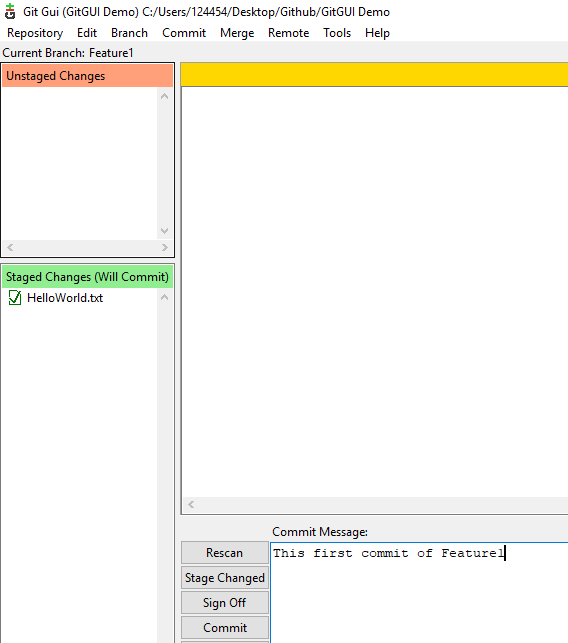 Git Gui (GitGUI Demo) C:/Users/124454/Desktop/Github/GitGUI Demo
Repository Edit Branch Commit Merge Remote Tools Help
Current Branch: Feature1
Unstaged Changes
Staged Changes (Will Commit)
HelloWorld.txt
Commit Message:
Rescan
This first commit of Feature1
Stage Changed
Sign Off
Commit